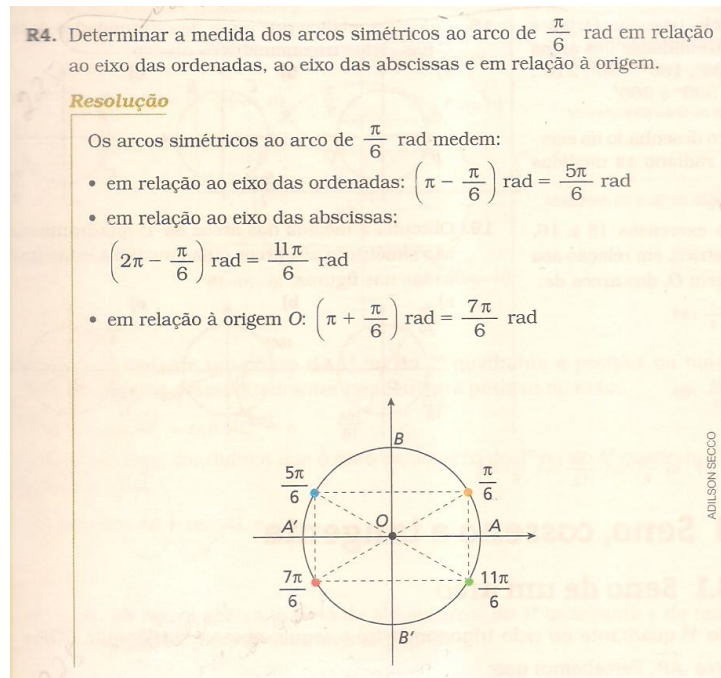 R4. Determinar a medida dos arcos simétricos ao arco de π/6 rad em relação
ao eixo das ordenadas, ao eixo das abscissas e em relação à origem.
Resolução
Os arcos simétricos ao arco de π/6 rad medem:
• em relação ao eixo das ordenadas: (π − π/6) rad = 5π/6 rad
• em relação ao eixo das abscissas:
(2π − π/6) rad = 11π/6 rad
• em relação à origem O: (π + π/6) rad = 7π/6 rad
B
5π/6
π/6
A′
O
A
7π/6
11π/6
B′
ADILSON SECCO